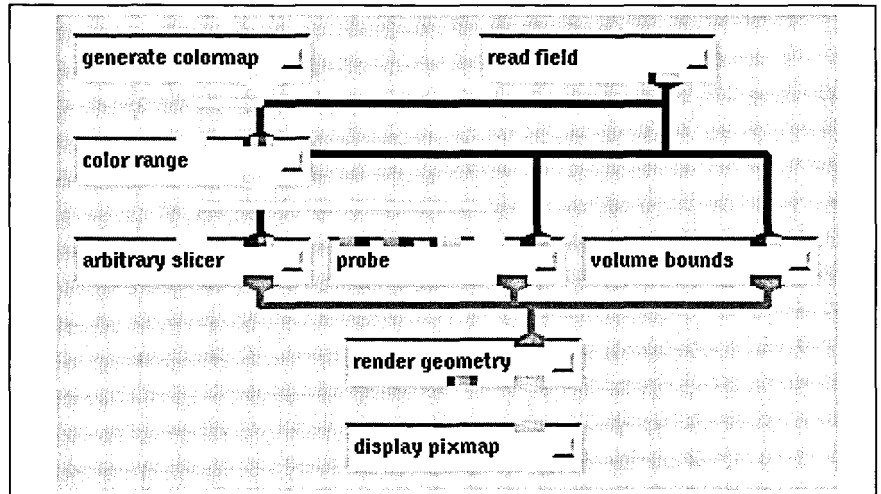 generate colormap
read field
color range
arbitrary slicer
probe
volume bounds
render geometry
display pixmap